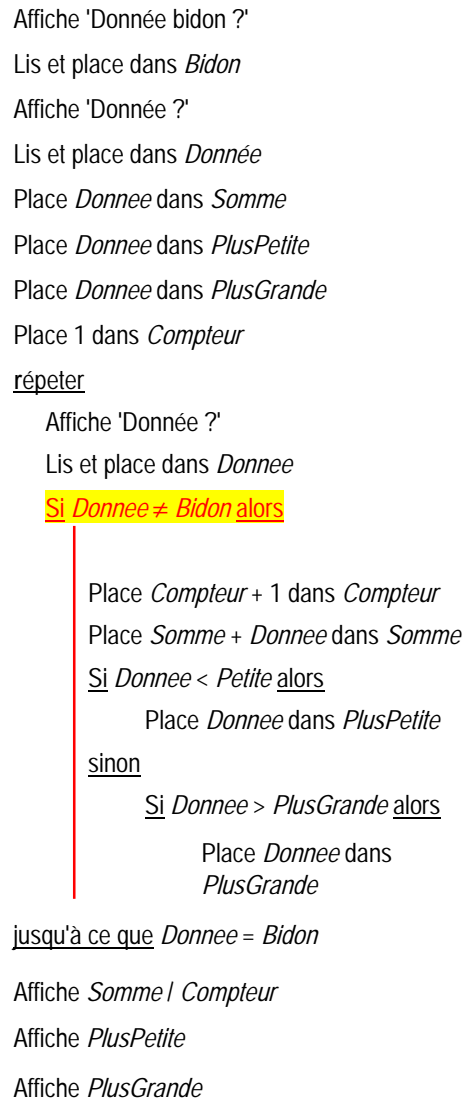 Affiche 'Donnée bidon ?'
Lis et place dans Bidon
Affiche 'Donnée ?'
Lis et place dans Donnée
Place Donnee dans Somme
Place Donnee dans PlusPetite
Place Donnee dans PlusGrande
Place 1 dans Compteur
répeter
Affiche 'Donnée ?'
Lis et place dans Donnee
Si Donnee ≠ Bidon alors
Place Compteur + 1 dans Compteur
Place Somme + Donnee dans Somme
Si Donnee < Petite alors
Place Donnee dans PlusPetite
sinon
Si Donnee > PlusGrande alors
Place Donnee dans
PlusGrande
jusqu'à ce que Donnee = Bidon
Affiche Somme / Compteur
Affiche PlusPetite
Affiche PlusGrande